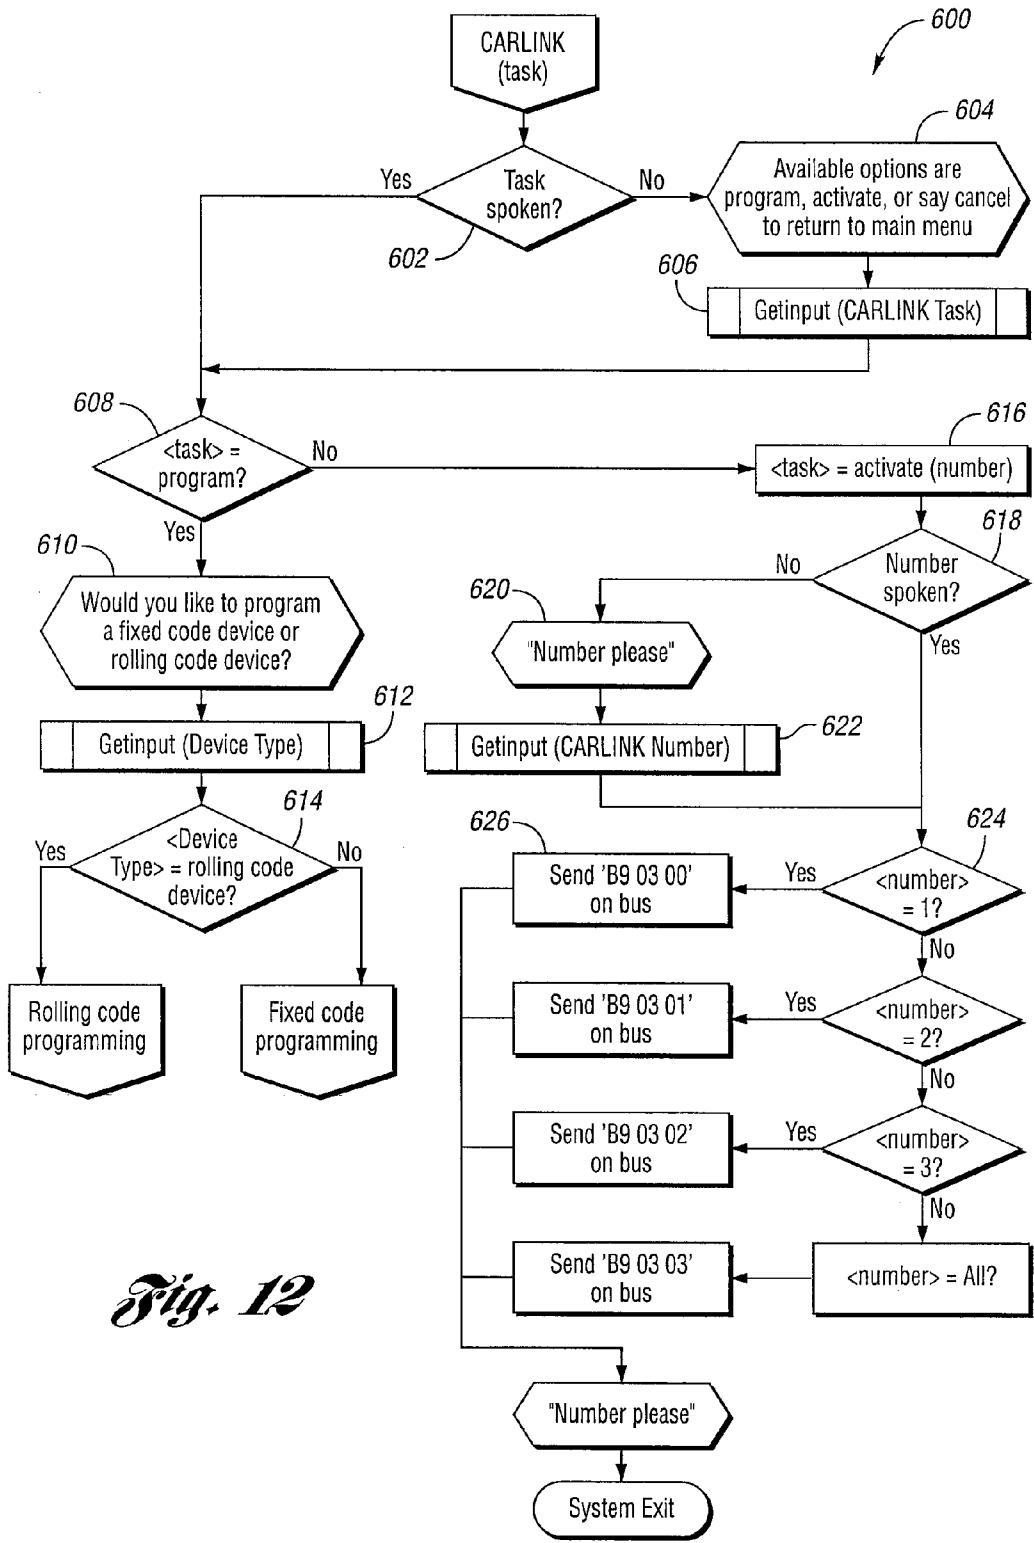 600
CARLINK
(task)
604
Yes
Task
spoken?
No
Available options are
program, activate, or say cancel
to return to main menu
602
606
Getinput (CARLINK Task)
608
<task> =
program?
No
616
<task> = activate (number)
Yes
618
610
Number
spoken?
No
620
Would you like to program
a fixed code device or
rolling code device?
"Number please"
Yes
612
Getinput (Device Type)
622
Getinput (CARLINK Number)
614
626
624
Yes
<Device
Type> = rolling code
device?
No
Send 'B9 03 00'
on bus
Yes
<number>
= 1?
No
Rolling code
programming
Fixed code
programming
Send 'B9 03 01'
on bus
Yes
<number>
= 2?
No
Send 'B9 03 02'
on bus
Yes
<number>
= 3?
No
Send 'B9 03 03'
on bus
<number> = All?
Fig. 12
"Number please"
System Exit